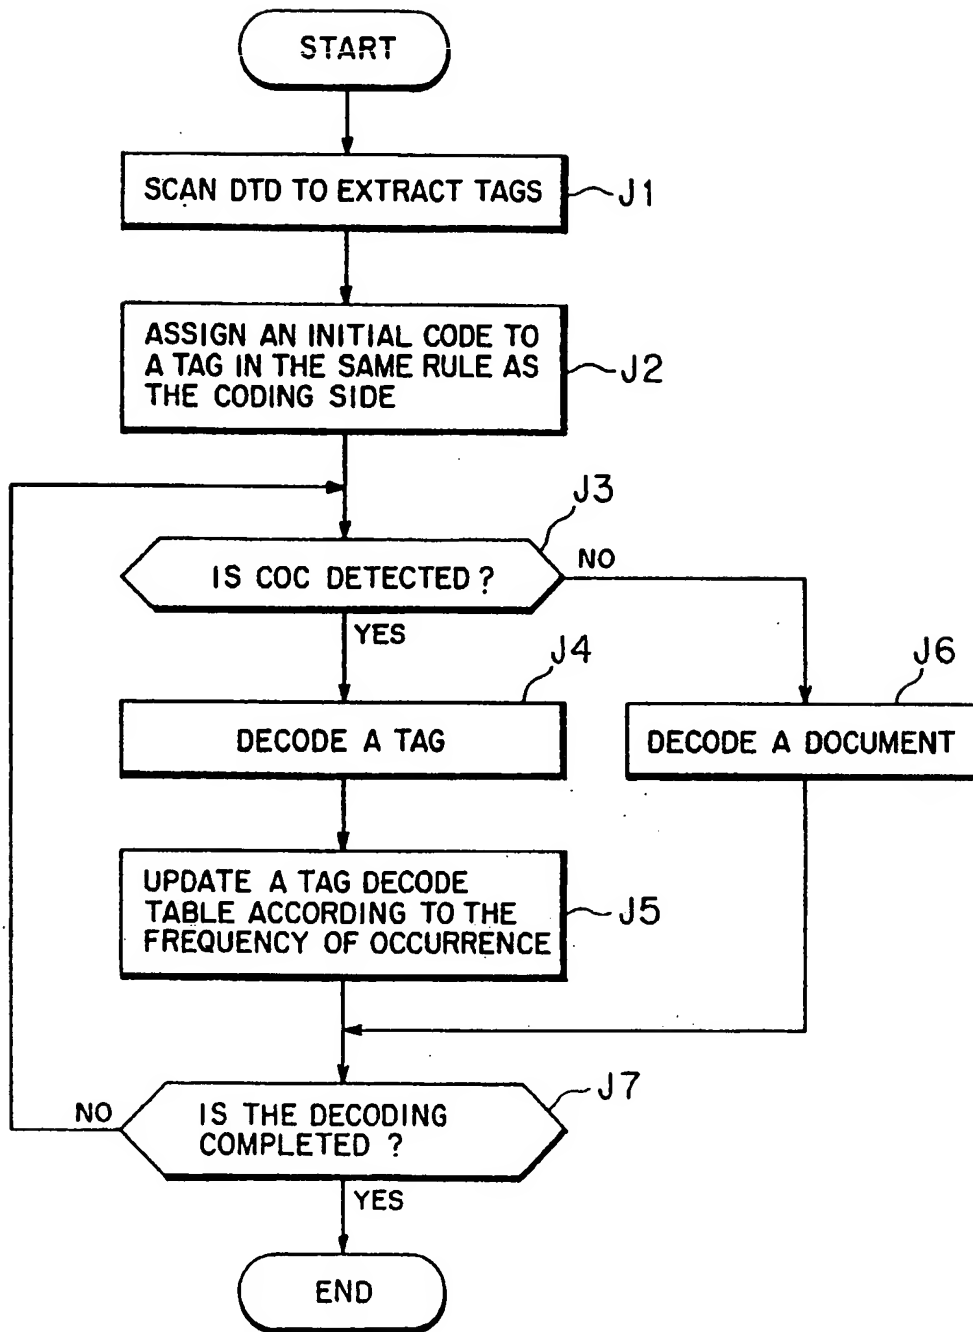 START
SCAN DTD TO EXTRACT TAGS
J1
ASSIGN AN INITIAL CODE TO
A TAG IN THE SAME RULE AS
THE CODING SIDE
J2
J3
IS COC DETECTED ?
NO
YES
J4
J6
DECODE A TAG
DECODE A DOCUMENT
UPDATE A TAG DECODE
TABLE ACCORDING TO THE
FREQUENCY OF OCCURRENCE
J5
J7
NO
IS THE DECODING
COMPLETED ?
YES
END